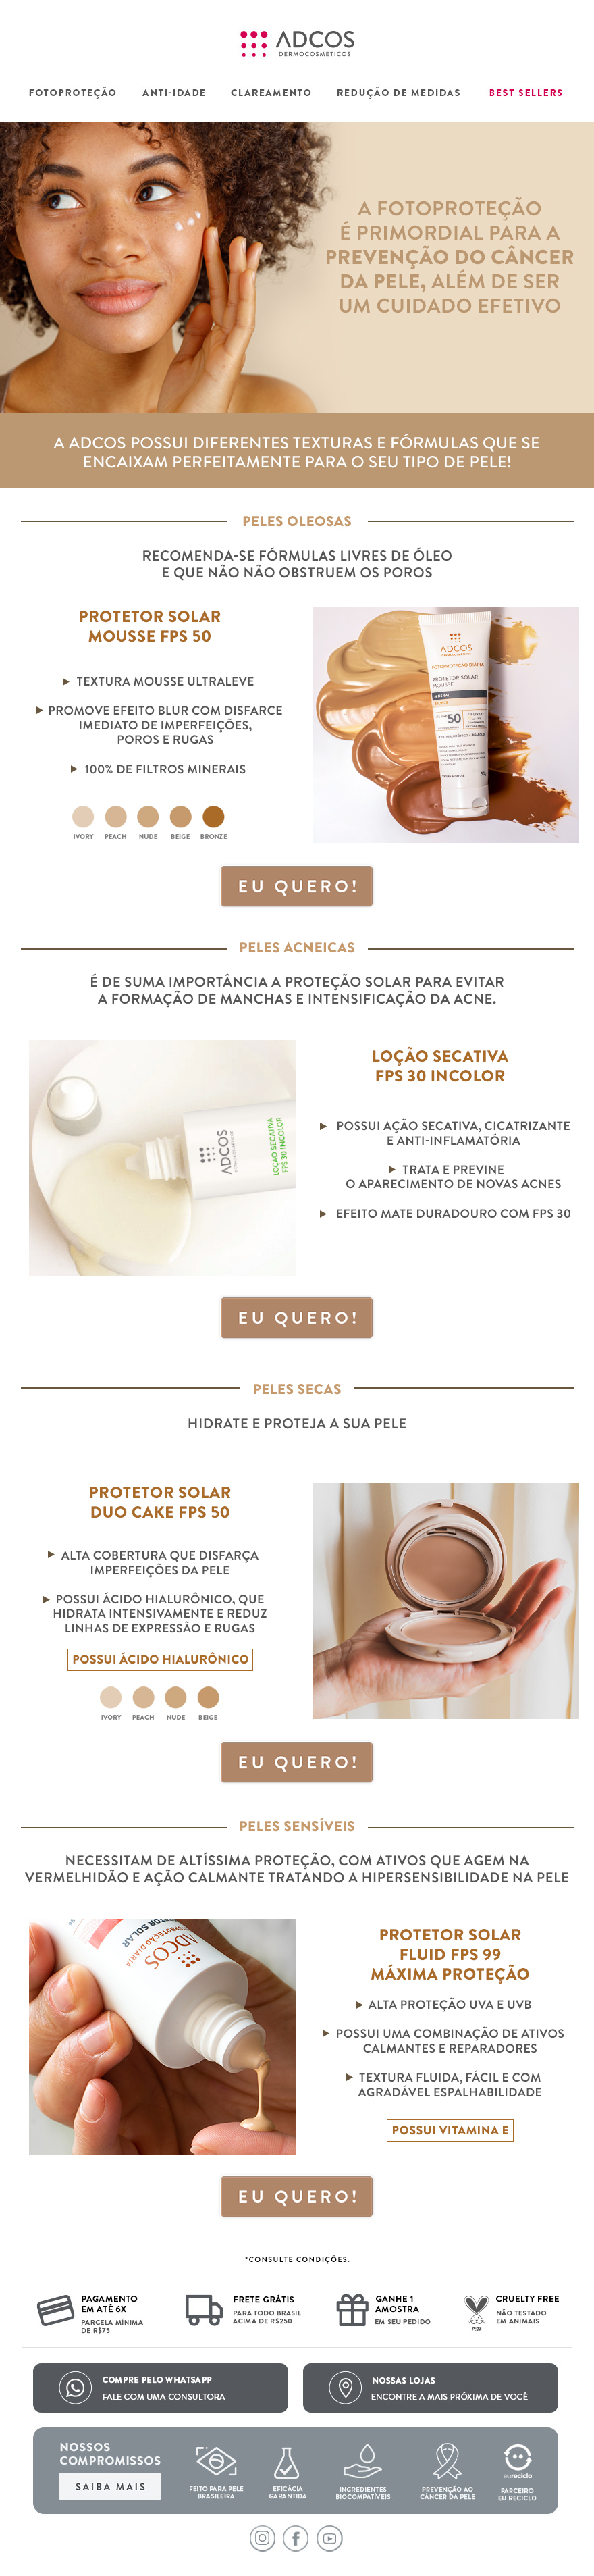 ADCOS
DERMOCOSMÉTICOS
FOTOPROTEÇÃO ANTI-IDADE CLAREAMENTO REDUÇÃO DE MEDIDAS BEST SELLERS
A FOTOPROTEÇÃO
É PRIMORDIAL PARA A
PREVENÇÃO DO CÂNCER
DA PELE, ALÉM DE SER
UM CUIDADO EFETIVO
A ADCOS POSSUI DIFERENTES TEXTURAS E FÓRMULAS QUE SE
ENCAIXAM PERFEITAMENTE PARA O SEU TIPO DE PELE!
PELES OLEOSAS
RECOMENDA-SE FÓRMULAS LIVRES DE ÓLEO
E QUE NÃO NÃO OBSTRUEM OS POROS
PROTETOR SOLAR
MOUSSE FPS 50
TEXTURA MOUSSE ULTRALEVE
PROMOVE EFEITO BLUR COM DISFARCE
IMEDIATO DE IMPERFEIÇÕES,
POROS E RUGAS
100% DE FILTROS MINERAIS
IVORY PEACH NUDE BEIGE BRONZE
ADCOS
FOTOPROTEÇÃO DIÁRIA
PROTETOR SOLAR
MOUSSE
MINERAL
50
EU QUERO!
PELES ACNEICAS
É DE SUMA IMPORTÂNCIA A PROTEÇÃO SOLAR PARA EVITAR
A FORMAÇÃO DE MANCHAS E INTENSIFICAÇÃO DA ACNE.
ADCOS
LOÇÃO SECATIVA
FPS 30 INCOLOR
LOÇÃO SECATIVA
FPS 30 INCOLOR
POSSUI AÇÃO SECATIVA, CICATRIZANTE
E ANTI-INFLAMATÓRIA
TRATA E PREVINE
O APARECIMENTO DE NOVAS ACNES
EFEITO MATE DURADOURO COM FPS 30
EU QUERO!
PELES SECAS
HIDRATE E PROTEJA A SUA PELE
PROTETOR SOLAR
DUO CAKE FPS 50
ALTA COBERTURA QUE DISFARÇA
IMPERFEIÇÕES DA PELE
POSSUI ÁCIDO HIALURÔNICO, QUE
HIDRATA INTENSIVAMENTE E REDUZ
LINHAS DE EXPRESSÃO E RUGAS
POSSUI ÁCIDO HIALURÔNICO
IVORY PEACH NUDE BEIGE
EU QUERO!
PELES SENSÍVEIS
NECESSITAM DE ALTÍSSIMA PROTEÇÃO, COM ATIVOS QUE AGEM NA
VERMELHIDÃO E AÇÃO CALMANTE TRATANDO A HIPERSENSIBILIDADE NA PELE
ADCOS
PROTETOR SOLAR
FLUID FPS 99
MÁXIMA PROTEÇÃO
ALTA PROTEÇÃO UVA E UVB
POSSUI UMA COMBINAÇÃO DE ATIVOS
CALMANTES E REPARADORES
TEXTURA FLUIDA, FÁCIL E COM
AGRADÁVEL ESPALHABILIDADE
POSSUI VITAMINA E
EU QUERO!
*CONSULTE CONDIÇÕES.
PAGAMENTO
EM ATÉ 6X
PARCELA MÍNIMA
DE R$75
FRETE GRÁTIS
PARA TODO BRASIL
ACIMA DE R$250
GANHE 1
AMOSTRA
EM SEU PEDIDO
CRUELTY FREE
NÃO TESTADO
EM ANIMAIS
COMPRE PELO WHATSAPP
FALE COM UMA CONSULTORA
NOSSAS LOJAS
ENCONTRE A MAIS PRÓXIMA DE VOCÊ
NOSSOS
COMPROMISSOS
SAIBA MAIS
FEITO PARA PELE
BRASILEIRA
EFICÁCIA
GARANTIDA
INGREDIENTES
BIOCOMPATÍVEIS
PREVENÇÃO AO
CÂNCER DA PELE
eureciclo
PARCEIRO
EU RECICLO